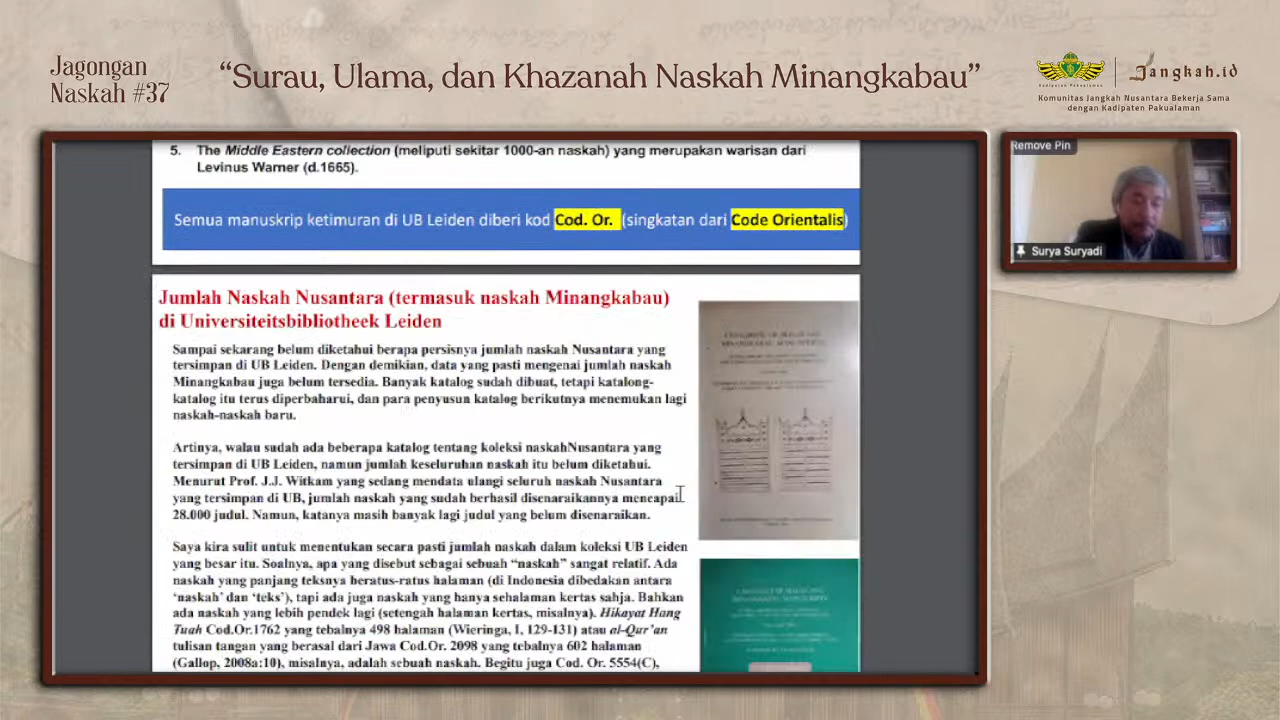 Jagongan
Naskah #37
“Surau, Ulama, dan Khazanah Naskah Minangkabau”
Kadipaten Pakualaman
Jangkah.id
Komunitas Jangkah Nusantara Bekerja Sama
dengan Kadipaten Pakualaman
5. The Middle Eastern collection (meliputi sekitar 1000-an naskah) yang merupakan warisan dari
Levinus Warner (d.1665).
Semua manuskrip ketimuran di UB Leiden diberi kod Cod. Or. (singkatan dari Code Orientalis)
Jumlah Naskah Nusantara (termasuk naskah Minangkabau)
di Universiteitsbibliotheek Leiden
Sampai sekarang belum diketahui berapa persisnya jumlah naskah Nusantara yang
tersimpan di UB Leiden. Dengan demikian, data yang pasti mengenai jumlah naskah
Minangkabau juga belum tersedia. Banyak katalog sudah dibuat, tetapi katalong-
katalog itu terus diperbaharui, dan para penyusun katalog berikutnya menemukan lagi
naskah-naskah baru.
Artinya, walau sudah ada beberapa katalog tentang koleksi naskahNusantara yang
tersimpan di UB Leiden, namun jumlah keseluruhan naskah itu belum diketahui.
Menurut Prof. J.J. Witkam yang sedang mendata ulangi seluruh naskah Nusantara
yang tersimpan di UB, jumlah naskah yang sudah berhasil disenaraikannya mencapai
28.000 judul. Namun, katanya masih banyak lagi judul yang belum disenaraikan.
Saya kira sulit untuk menentukan secara pasti jumlah naskah dalam koleksi UB Leiden
yang besar itu. Soalnya, apa yang disebut sebagai sebuah “naskah” sangat relatif. Ada
naskah yang panjang teksnya beratus-ratus halaman (di Indonesia dibedakan antara
‘naskah’ dan ‘teks’), tapi ada juga naskah yang hanya sehalaman kertas sahja. Bahkan
ada naskah yang lebih pendek lagi (setengah halaman kertas, misalnya). Hikayat Hang
Tuah Cod.Or.1762 yang tebalnya 498 halaman (Wieringa, I, 129-131) atau al-Qur’an
tulisan tangan yang berasal dari Jawa Cod.Or. 2098 yang tebalnya 602 halaman
(Gallop, 2008a:10), misalnya, adalah sebuah naskah. Begitu juga Cod. Or. 5554(C),
Remove Pin
Surya Suryadi